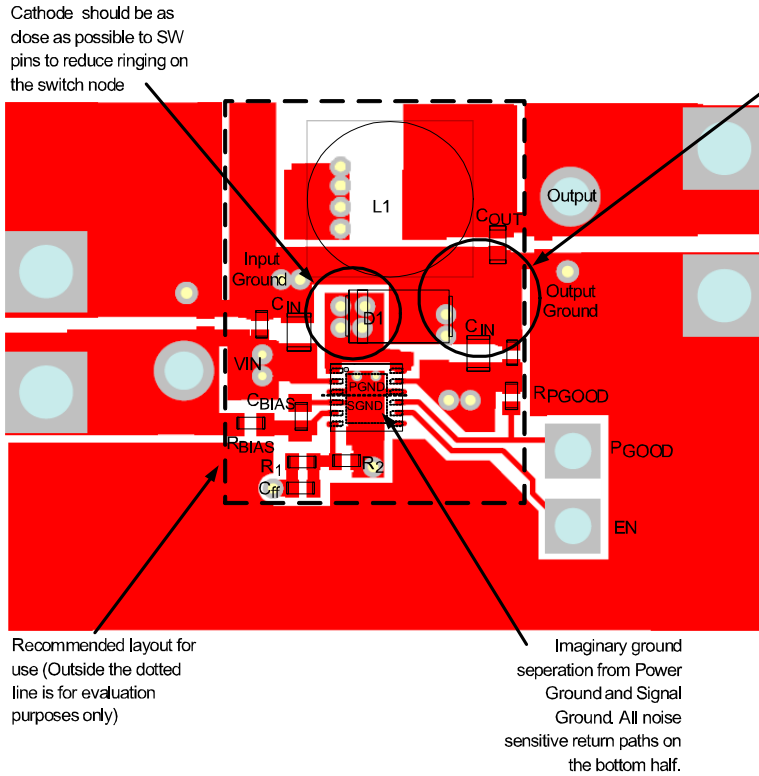 Cathode should be as
close as possible to SW
pins to reduce ringing on
the switch node
L1
Output
COUT
Input
Ground
Output
Ground
CIN
D1
CIN
VIN
PGND
SGND
RPGOOD
CBIAS
RBIAS
PGOOD
R1
R2
Cff
EN
Recommended layout for
use (Outside the dotted
line is for evaluation
purposes only)
Imaginary ground
seperation from Power
Ground and Signal
Ground. All noise
sensitive return paths on
the bottom half.